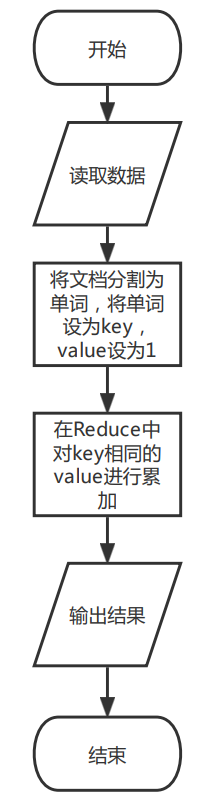 开始
读取数据
将文档分割为
单词，将单词
设为key，
value设为1
在Reduce中
对key相同的
value进行累
加
输出结果
结束